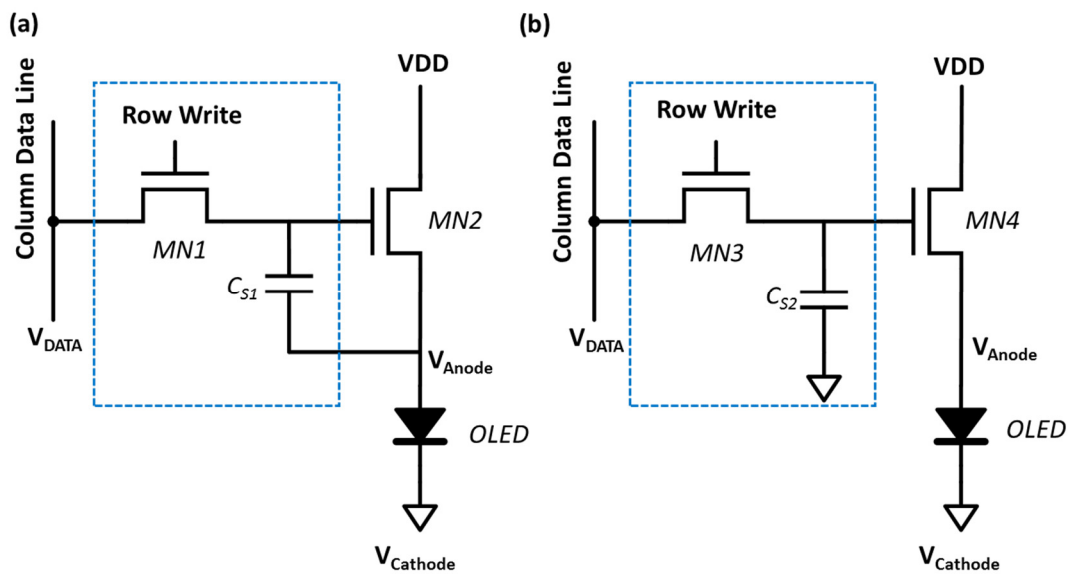 (a)
Column Data Line
Row Write
VDD
MN1
MN2
CS1
VDATA
VAnode
OLED
VCathode
(b)
Column Data Line
Row Write
VDD
MN3
MN4
CS2
VDATA
VAnode
OLED
VCathode